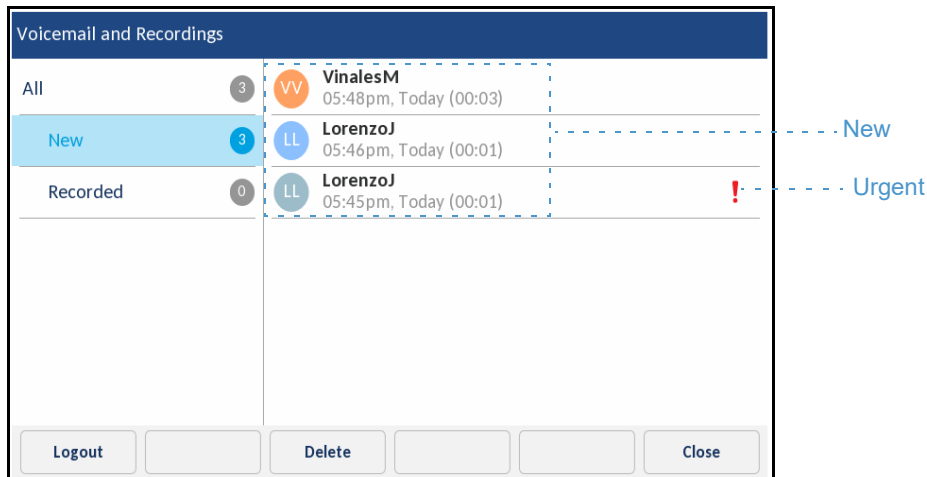 Voicemail and Recordings
All 3
New 3
Recorded 0
VV VinalesM
05:48pm, Today (00:03)
LL LorenzoJ
05:46pm, Today (00:01)
LL LorenzoJ
05:45pm, Today (00:01) !
New
Urgent
Logout Delete Close